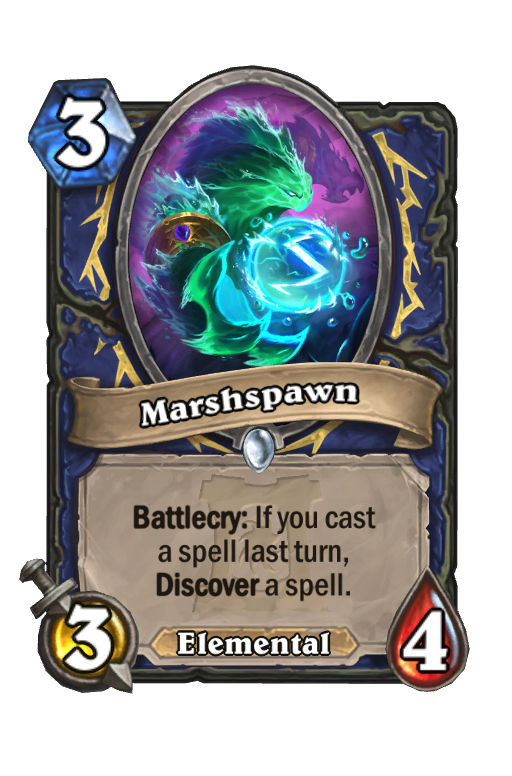 3
Marshspawn
Battlecry: If you cast
a spell last turn,
Discover a spell.
3
Elemental
4